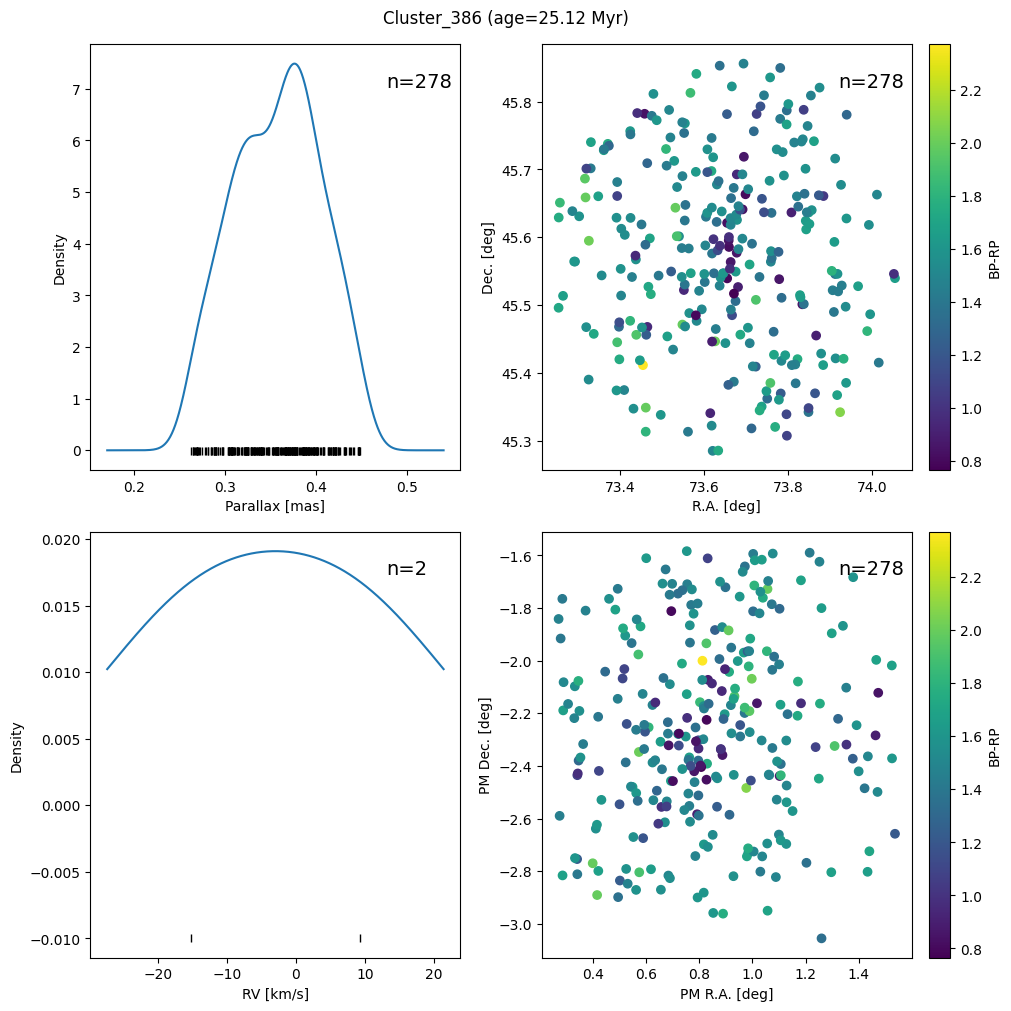 Cluster_386 (age=25.12 Myr)
n=278
Density
7
6
5
4
3
2
1
0
0.2 0.3 0.4 0.5
Parallax [mas]
n=278
Dec. [deg]
45.8
45.7
45.6
45.5
45.4
45.3
73.4 73.6 73.8 74.0
R.A. [deg]
2.2
2.0
1.8
1.6
1.4
1.2
1.0
0.8
BP-RP
n=2
Density
0.020
0.015
0.010
0.005
0.000
−0.005
−0.010
−20 −10 0 10 20
RV [km/s]
n=278
PM Dec. [deg]
−1.6
−1.8
−2.0
−2.2
−2.4
−2.6
−2.8
−3.0
0.4 0.6 0.8 1.0 1.2 1.4
PM R.A. [deg]
2.2
2.0
1.8
1.6
1.4
1.2
1.0
0.8
BP-RP